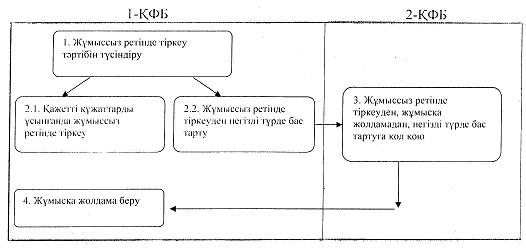 1-ҚФБ
2-ҚФБ
1. Жұмыссыз ретінде тіркеу
тәртібін түсіндіру
2.1. Қажетті құжаттарды
ұсынғанда жұмыссыз
ретінде тіркеу
2.2. Жұмыссыз ретінде
тіркеуден негізді түрде бас
тарту
3. Жұмыссыз ретінде
тіркеуден, жұмысқа
жолдамадан, негізді түрде бас
тартуға қол қою
4. Жұмысқа жолдама беру